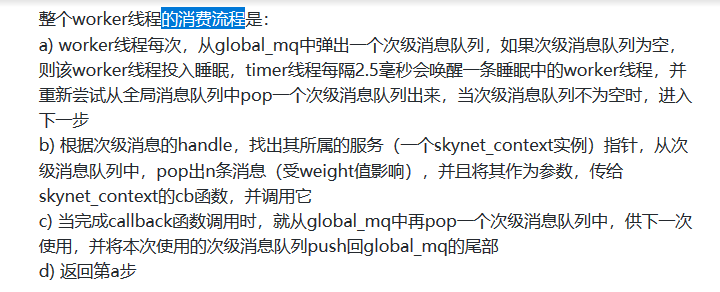 整个worker线程的消费流程是：
a) worker线程每次，从global_mq中弹出一个次级消息队列，如果次级消息队列为空，
则该worker线程投入睡眠，timer线程每隔2.5毫秒会唤醒一条睡眠中的worker线程，并
重新尝试从全局消息队列中pop一个次级消息队列出来，当次级消息队列不为空时，进入
下一步
b) 根据次级消息的handle，找出其所属的服务（一个skynet_context实例）指针，从次
级消息队列中，pop出n条消息（受weight值影响），并且将其作为参数，传给
skynet_context的cb函数，并调用它
c) 当完成callback函数调用时，就从global_mq中再pop一个次级消息队列中，供下一次
使用，并将本次使用的次级消息队列push回global_mq的尾部
d) 返回第a步